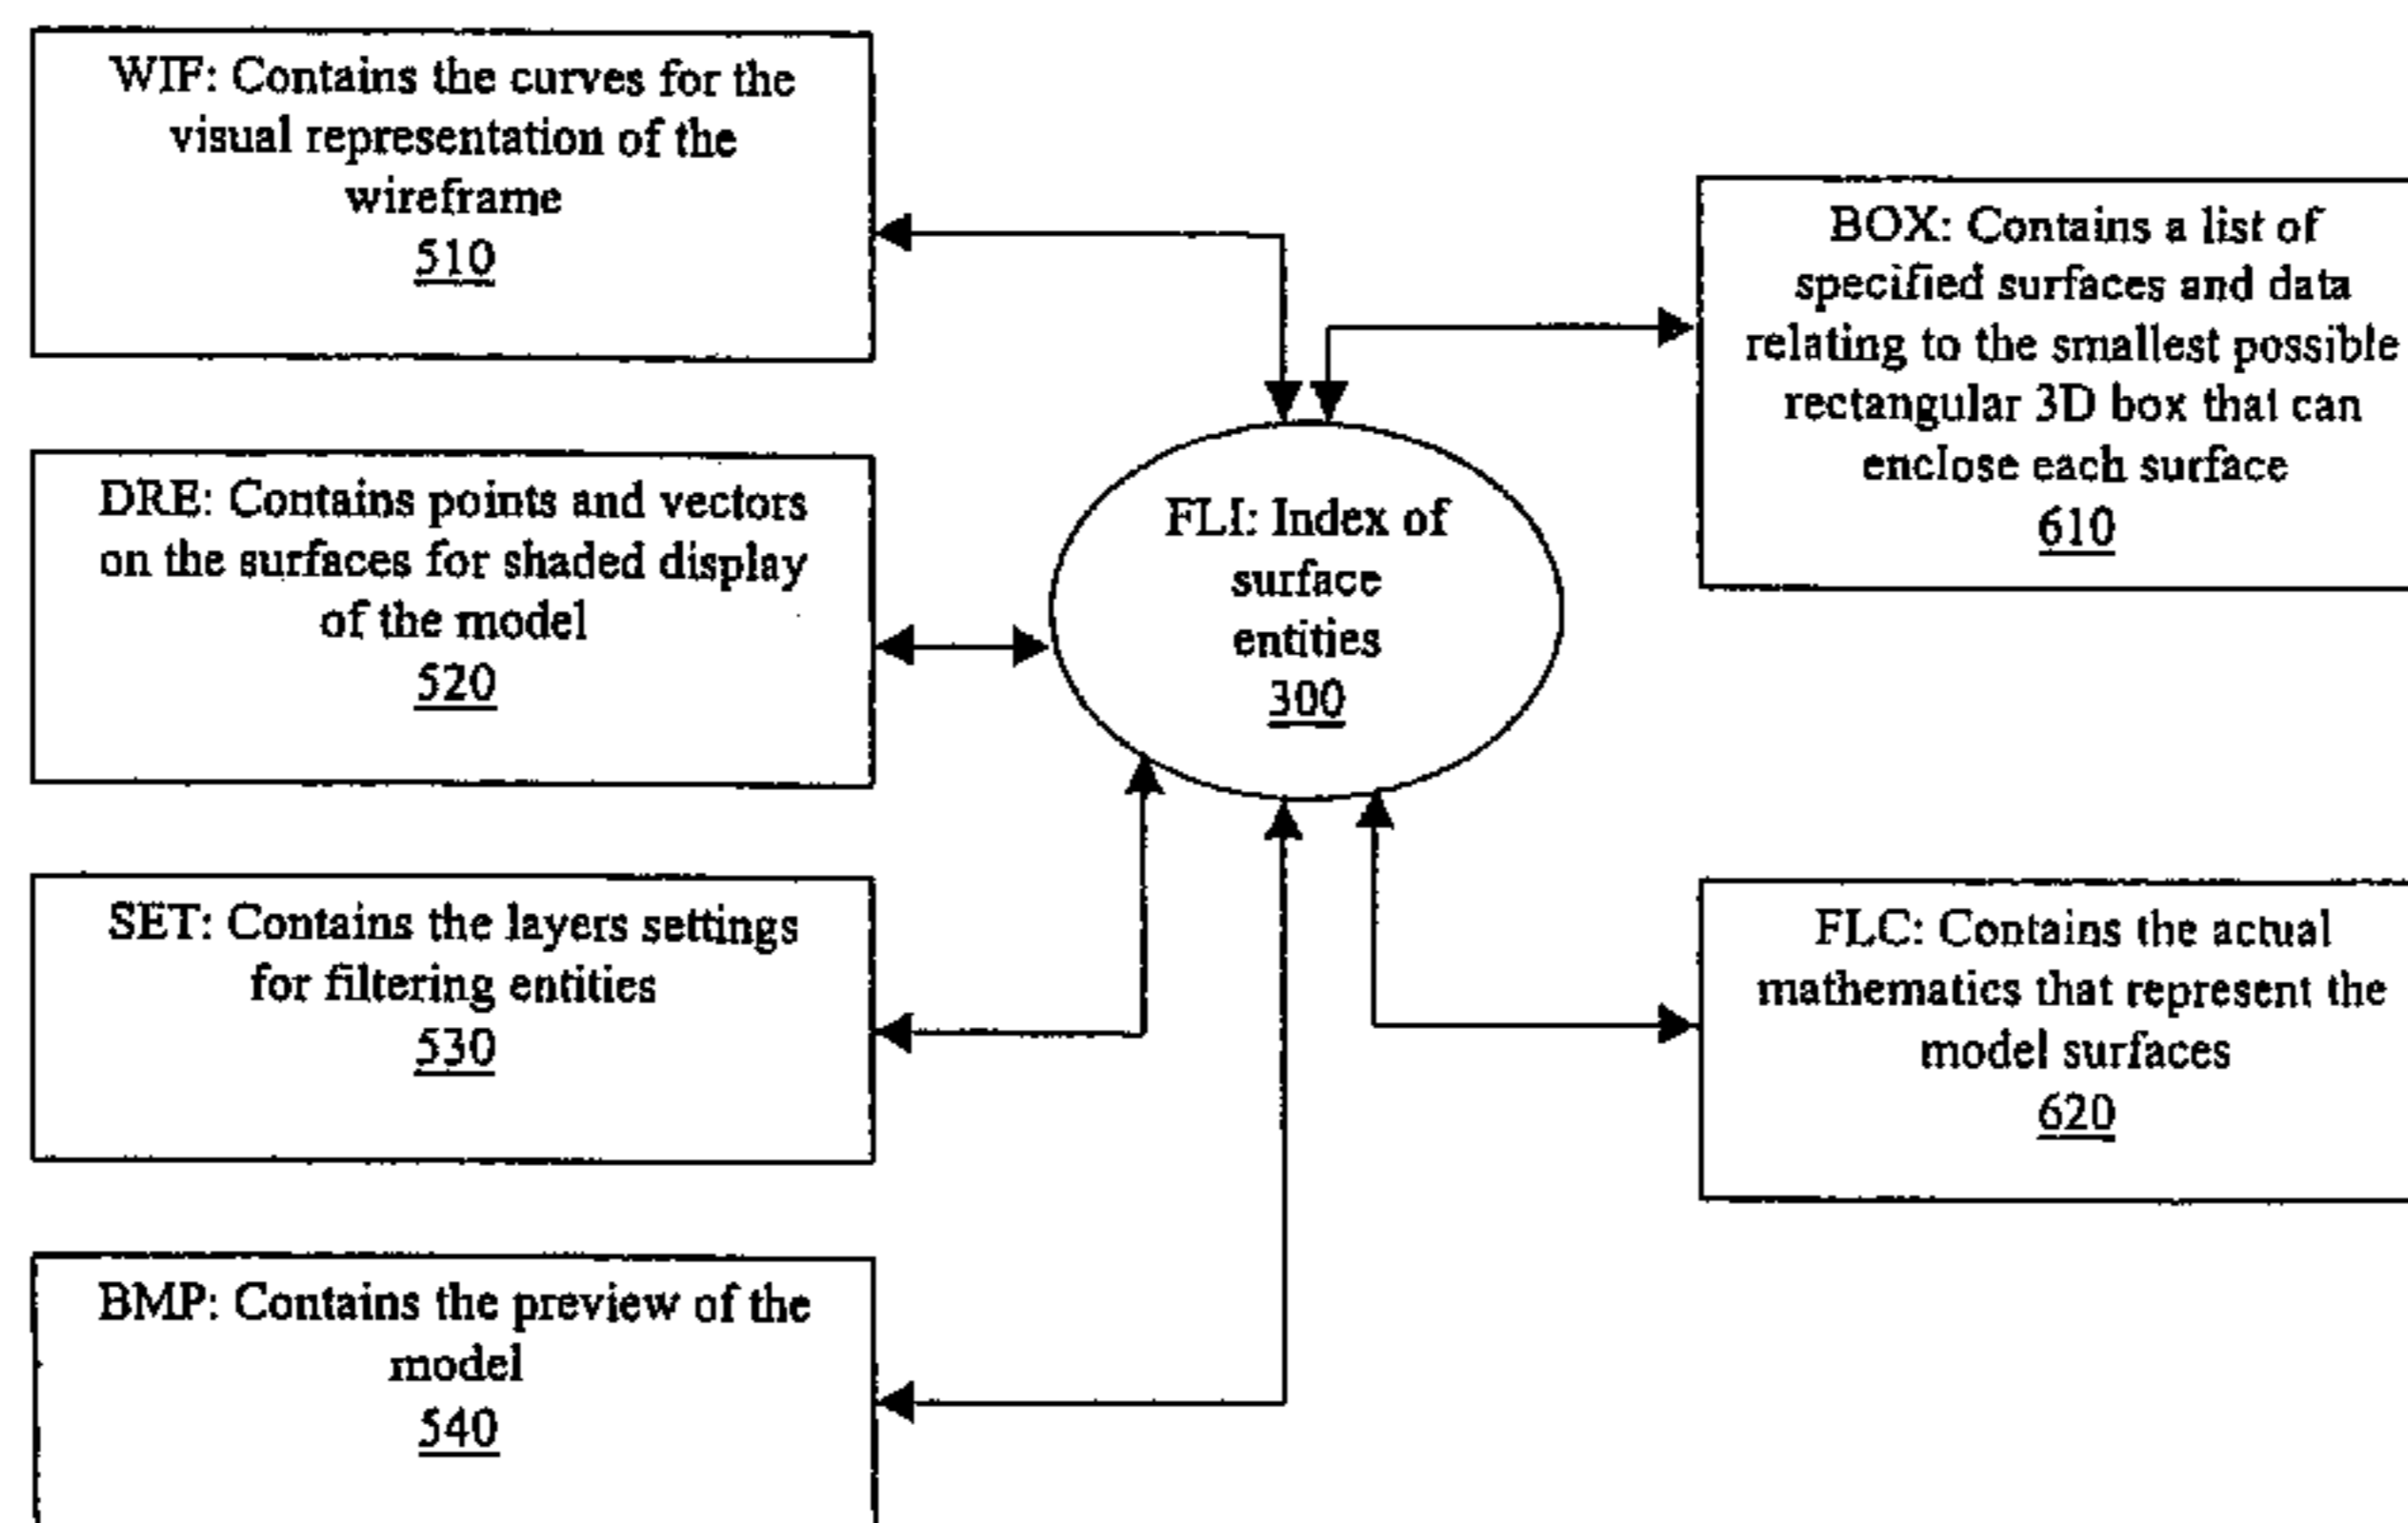 WIF: Contains the curves for the
visual representation of the
wireframe
510
DRE: Contains points and vectors
on the surfaces for shaded display
of the model
520
SET: Contains the layers settings
for filtering entities
530
BMP: Contains the preview of the
model
540
FLI: Index of
surface
entities
300
BOX: Contains a list of
specified surfaces and data
relating to the smallest possible
rectangular 3D box that can
enclose each surface
610
FLC: Contains the actual
mathematics that represent the
model surfaces
620